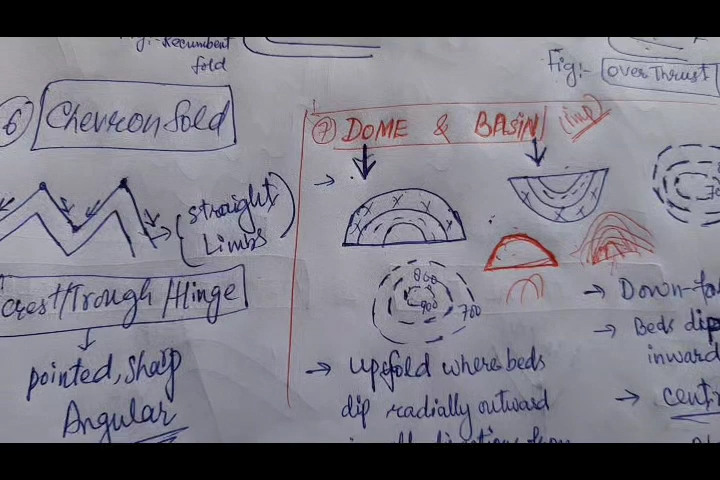 Fig:- Recumbent
fold
Fig:- Over Thrust
⑥ Chevron fold
⑦ DOME & BASIN (imp)
(straight
Limbs)
crest/Trough/Hinge
pointed, sharp
Angular
800
900
700
→ upfold where beds
dip radially outward
→ Down-fo
→ Beds dip
inward
→ centr